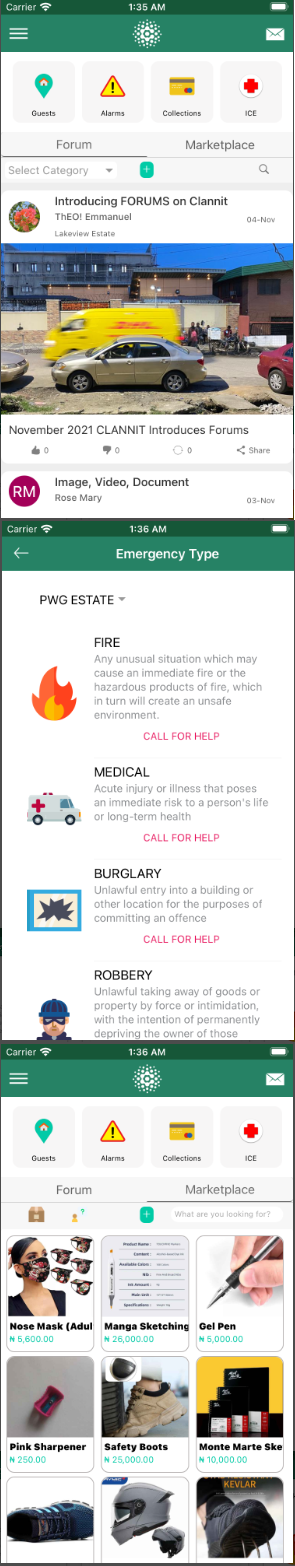 Carrier 1:35 AM
Guests Alarms Collections ICE
Forum Marketplace
Select Category
Introducing FORUMS on Clannit
ThEO! Emmanuel
04-Nov
Lakeview Estate
November 2021 CLANNIT Introduces Forums
0 0 0 Share
Image, Video, Document
RM
Rose Mary
03-Nov
Carrier 1:36 AM
Emergency Type
PWG ESTATE
FIRE
Any unusual situation which may
cause an immediate fire or the
hazardous products of fire, which
in turn will create an unsafe
environment.
CALL FOR HELP
MEDICAL
Acute injury or illness that poses
an immediate risk to a person's life
or long-term health
CALL FOR HELP
BURGLARY
Unlawful entry into a building or
other location for the purposes of
committing an offence
CALL FOR HELP
ROBBERY
Unlawful taking away of goods or
property by force or intimidation,
with the intention of permanently
depriving the owner of those
Carrier 1:36 AM
Guests Alarms Collections ICE
Forum Marketplace
What are you looking for?
Product Name :
Content :
Available Color :
NG :
Ink Amount :
Specifications :
Nose Mask (Adul Manga Sketching Gel Pen
₦ 5,600.00 ₦ 26,000.00 ₦ 5,000.00
Pink Sharpener Safety Boots Monte Marte Ske
₦ 250.00 ₦ 25,000.00 ₦ 10,000.00
KEVLAR